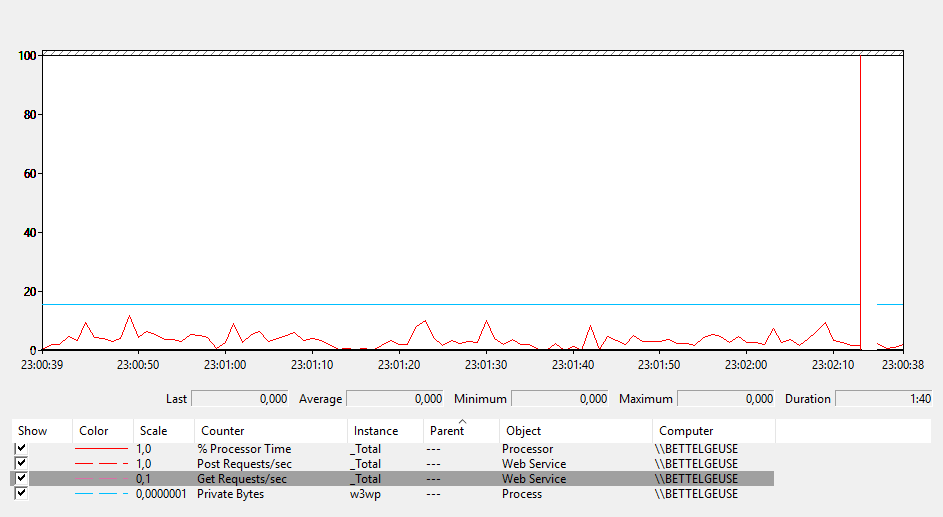 100
80
60
40
20
0
23:00:39 23:00:50 23:01:00 23:01:10 23:01:20 23:01:30 23:01:40 23:01:50 23:02:00 23:02:10 23:00:38
Last 0,000 Average 0,000 Minimum 0,000 Maximum 0,000 Duration 1:40
Show Color Scale Counter Instance Parent Object Computer
1,0 % Processor Time _Total --- Processor \\BETTELGEUSE
1,0 Post Requests/sec _Total --- Web Service \\BETTELGEUSE
0,1 Get Requests/sec _Total --- Web Service \\BETTELGEUSE
0,0000001 Private Bytes w3wp --- Process \\BETTELGEUSE